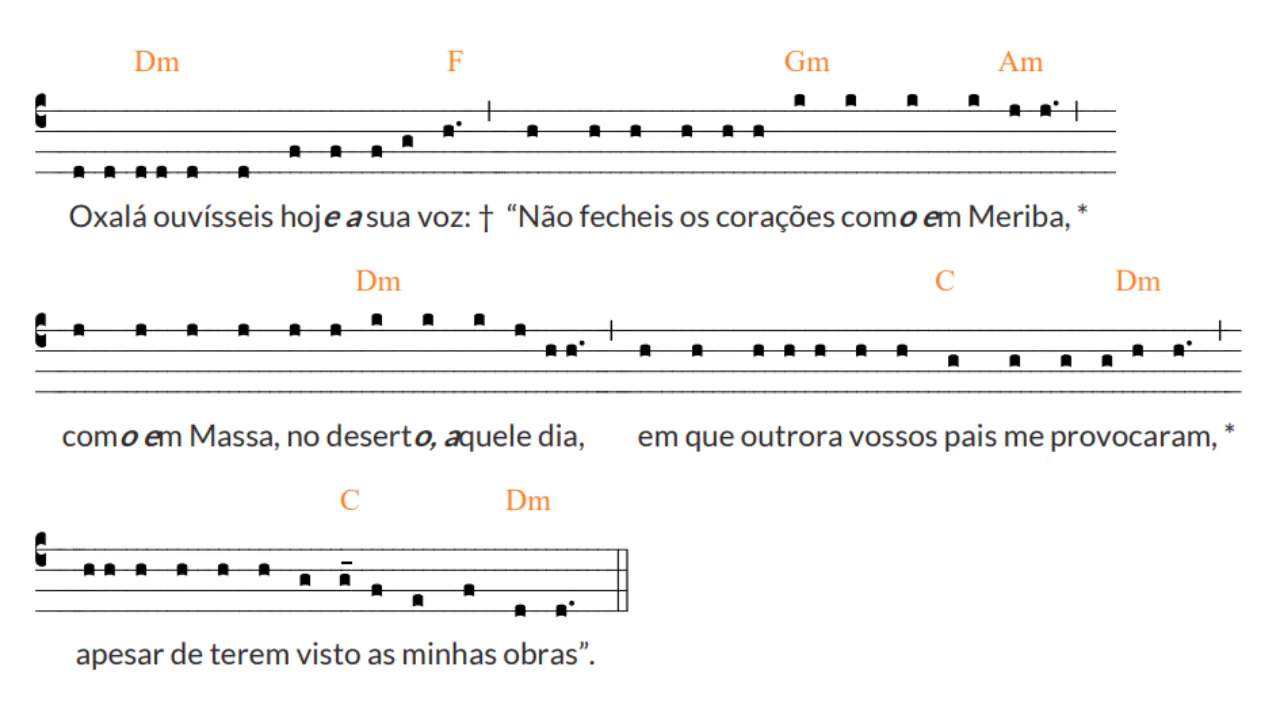 Dm F Gm Am
Oxalá ouvísseis hoje a sua voz: † “Não fecheis os corações como em Meriba, *
Dm C Dm
como em Massa, no deserto, aquele dia, em que outrora vossos pais me provocaram, *
C Dm
apesar de terem visto as minhas obras”.